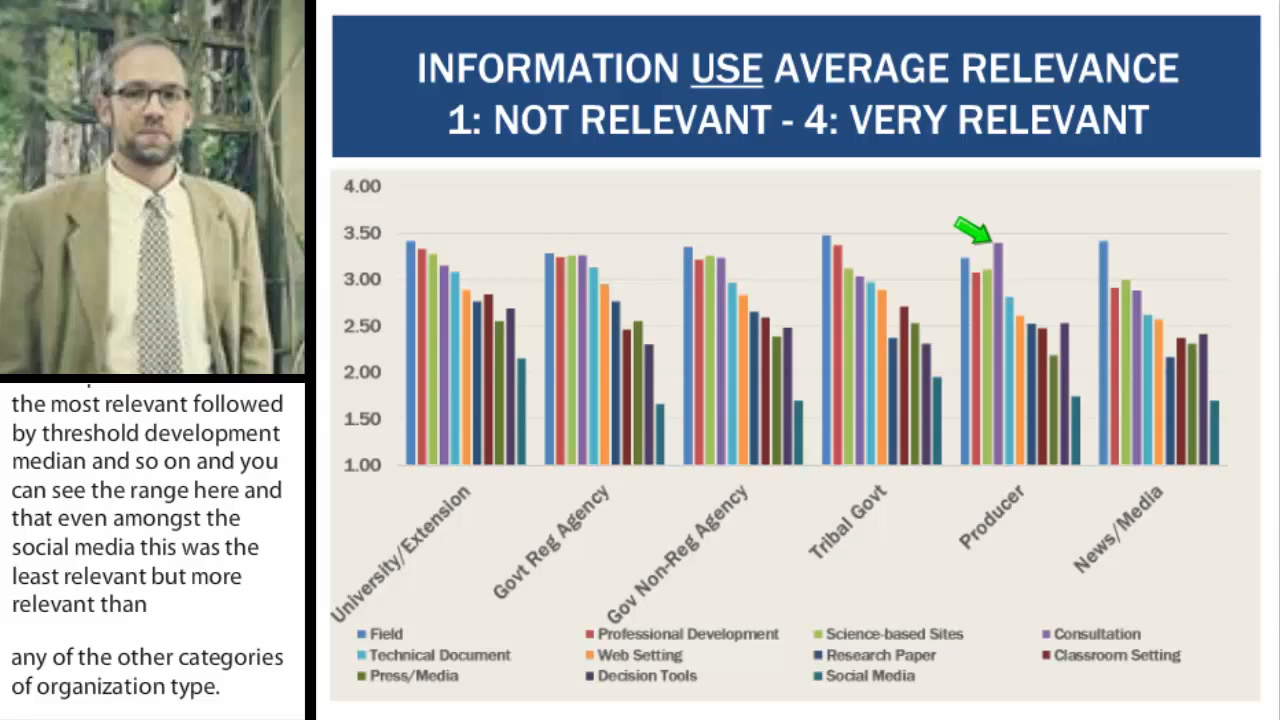 INFORMATION USE AVERAGE RELEVANCE
1: NOT RELEVANT - 4: VERY RELEVANT
4.00
3.50
3.00
2.50
2.00
1.50
1.00
University/Extension
Govt Reg Agency
Gov Non-Reg Agency
Tribal Govt
Producer
News/Media
Field
Professional Development
Science-based Sites
Consultation
Technical Document
Web Setting
Research Paper
Classroom Setting
Press/Media
Decision Tools
Social Media
the most relevant followed
by threshold development
median and so on and you
can see the range here and
that even amongst the
social media this was the
least relevant but more
relevant than
any of the other categories
of organization type.